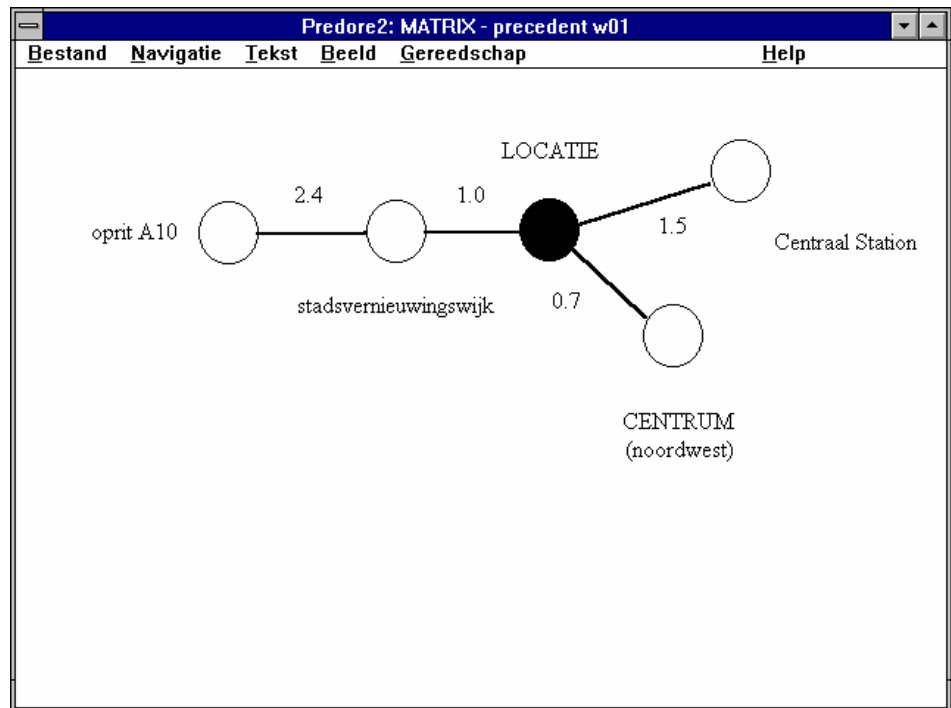 Predore2: MATRIX - precedent w01
Bestand Navigatie Tekst Beeld Gereedschap Help
LOCATIE
2.4
1.0
oprit A10
1.5
Centraal Station
stadsvernieuwingswijk
0.7
CENTRUM
(noordwest)